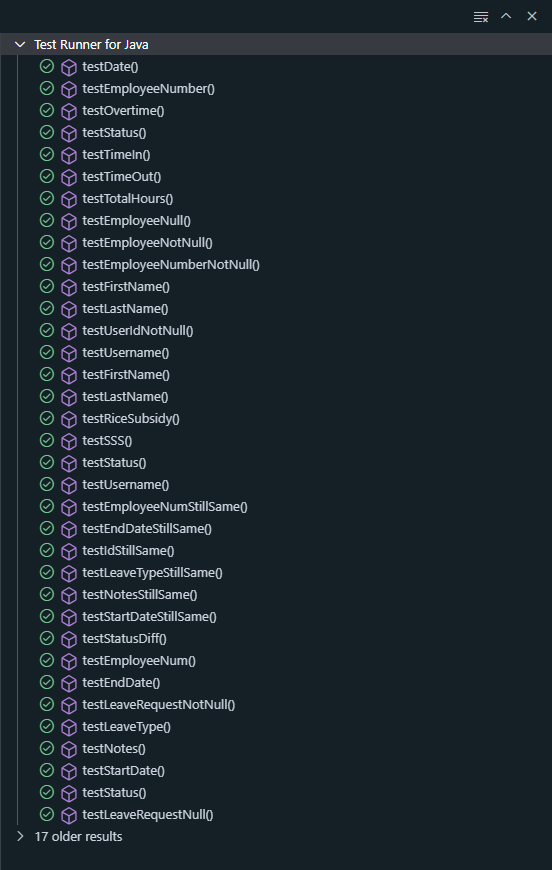 Test Runner for Java
testDate()
testEmployeeNumber()
testOvertime()
testStatus()
testTimeIn()
testTimeOut()
testTotalHours()
testEmployeeNull()
testEmployeeNotNull()
testEmployeeNumberNotNull()
testFirstName()
testLastName()
testUserIdNotNull()
testUsername()
testFirstName()
testLastName()
testRiceSubsidy()
testSSS()
testStatus()
testUsername()
testEmployeeNumStillSame()
testEndDateStillSame()
testIdStillSame()
testLeaveTypeStillSame()
testNotesStillSame()
testStartDateStillSame()
testStatusDiff()
testEmployeeNum()
testEndDate()
testLeaveRequestNotNull()
testLeaveType()
testNotes()
testStartDate()
testStatus()
testLeaveRequestNull()
17 older results